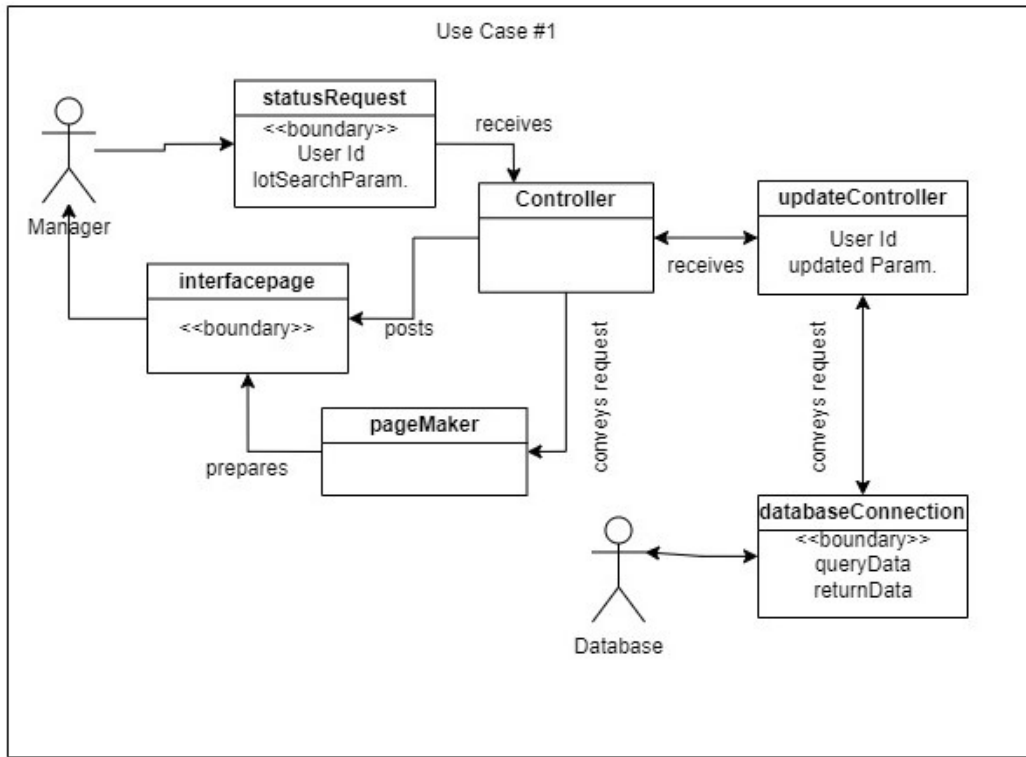 Use Case #1
statusRequest
<<boundary>>
User Id
lotSearchParam.
receives
Manager
Controller
updateController
User Id
updated Param.
receives
interfacepage
<<boundary>>
posts
conveys request
conveys request
pageMaker
prepares
databaseConnection
<<boundary>>
queryData
returnData
Database